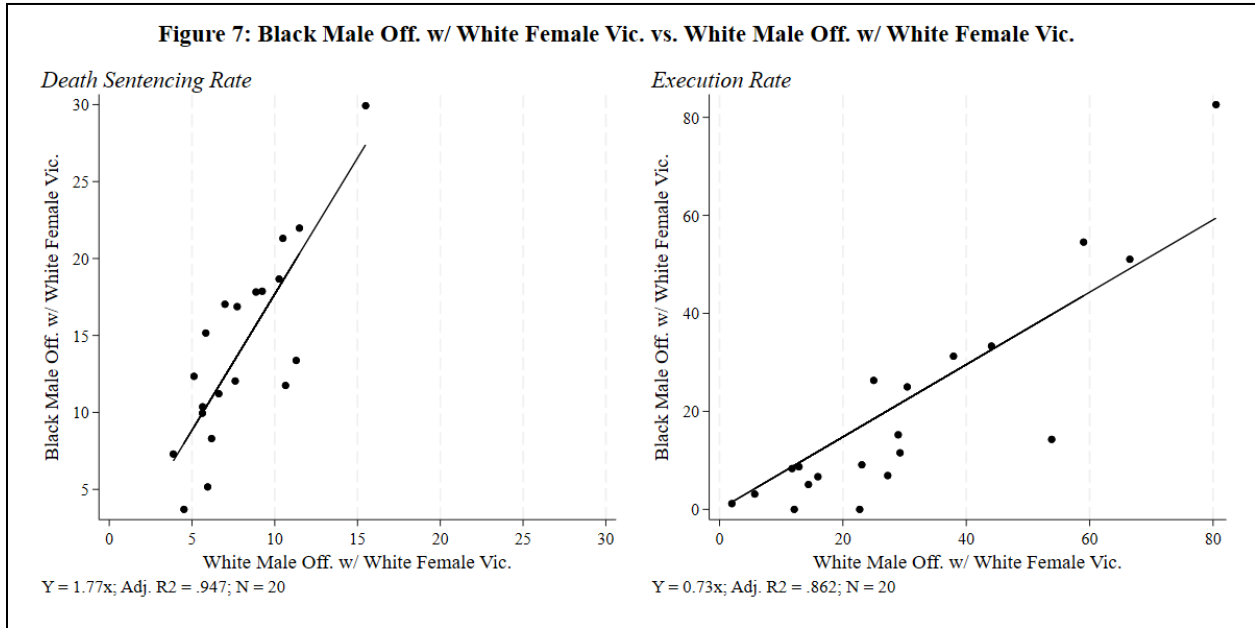 Figure 7: Black Male Off. w/ White Female Vic. vs. White Male Off. w/ White Female Vic.
Death Sentencing Rate
Black Male Off. w/ White Female Vic.
30
25
20
15
10
5
0 5 10 15 20 25 30
White Male Off. w/ White Female Vic.
Y = 1.77x; Adj. R2 = .947; N = 20
Execution Rate
Black Male Off. w/ White Female Vic.
80
60
40
20
0
0 20 40 60 80
White Male Off. w/ White Female Vic.
Y = 0.73x; Adj. R2 = .862; N = 20